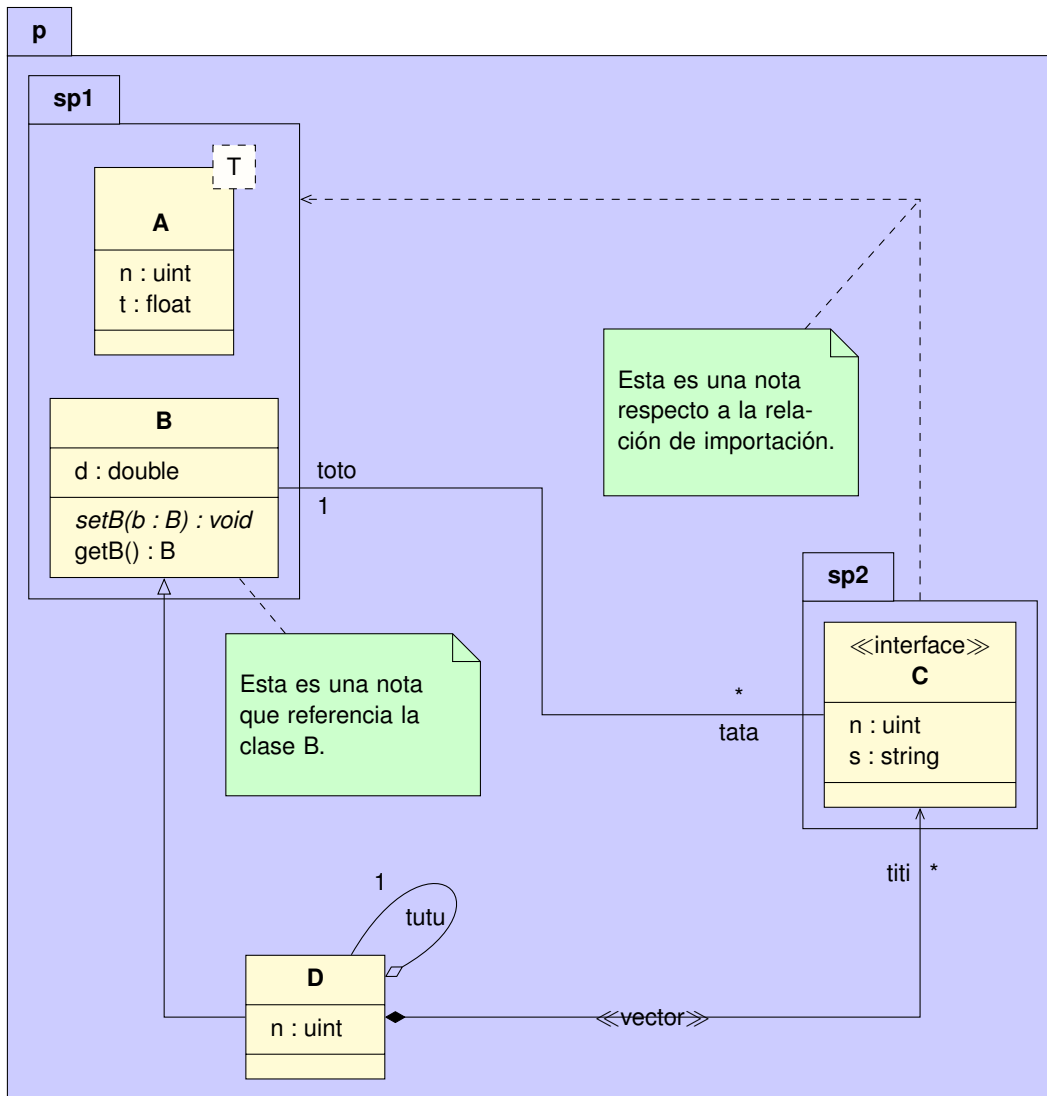 p
sp1
T
A
n : uint
t : float
Esta es una nota
respecto a la rela-
ción de importación.
B
d : double
setB(b : B) : void
getB() : B
toto
1
sp2
≪interface≫
C
n : uint
s : string
*
tata
Esta es una nota
que referencia la
clase B.
titi *
1
tutu
D
n : uint
≪vector≫